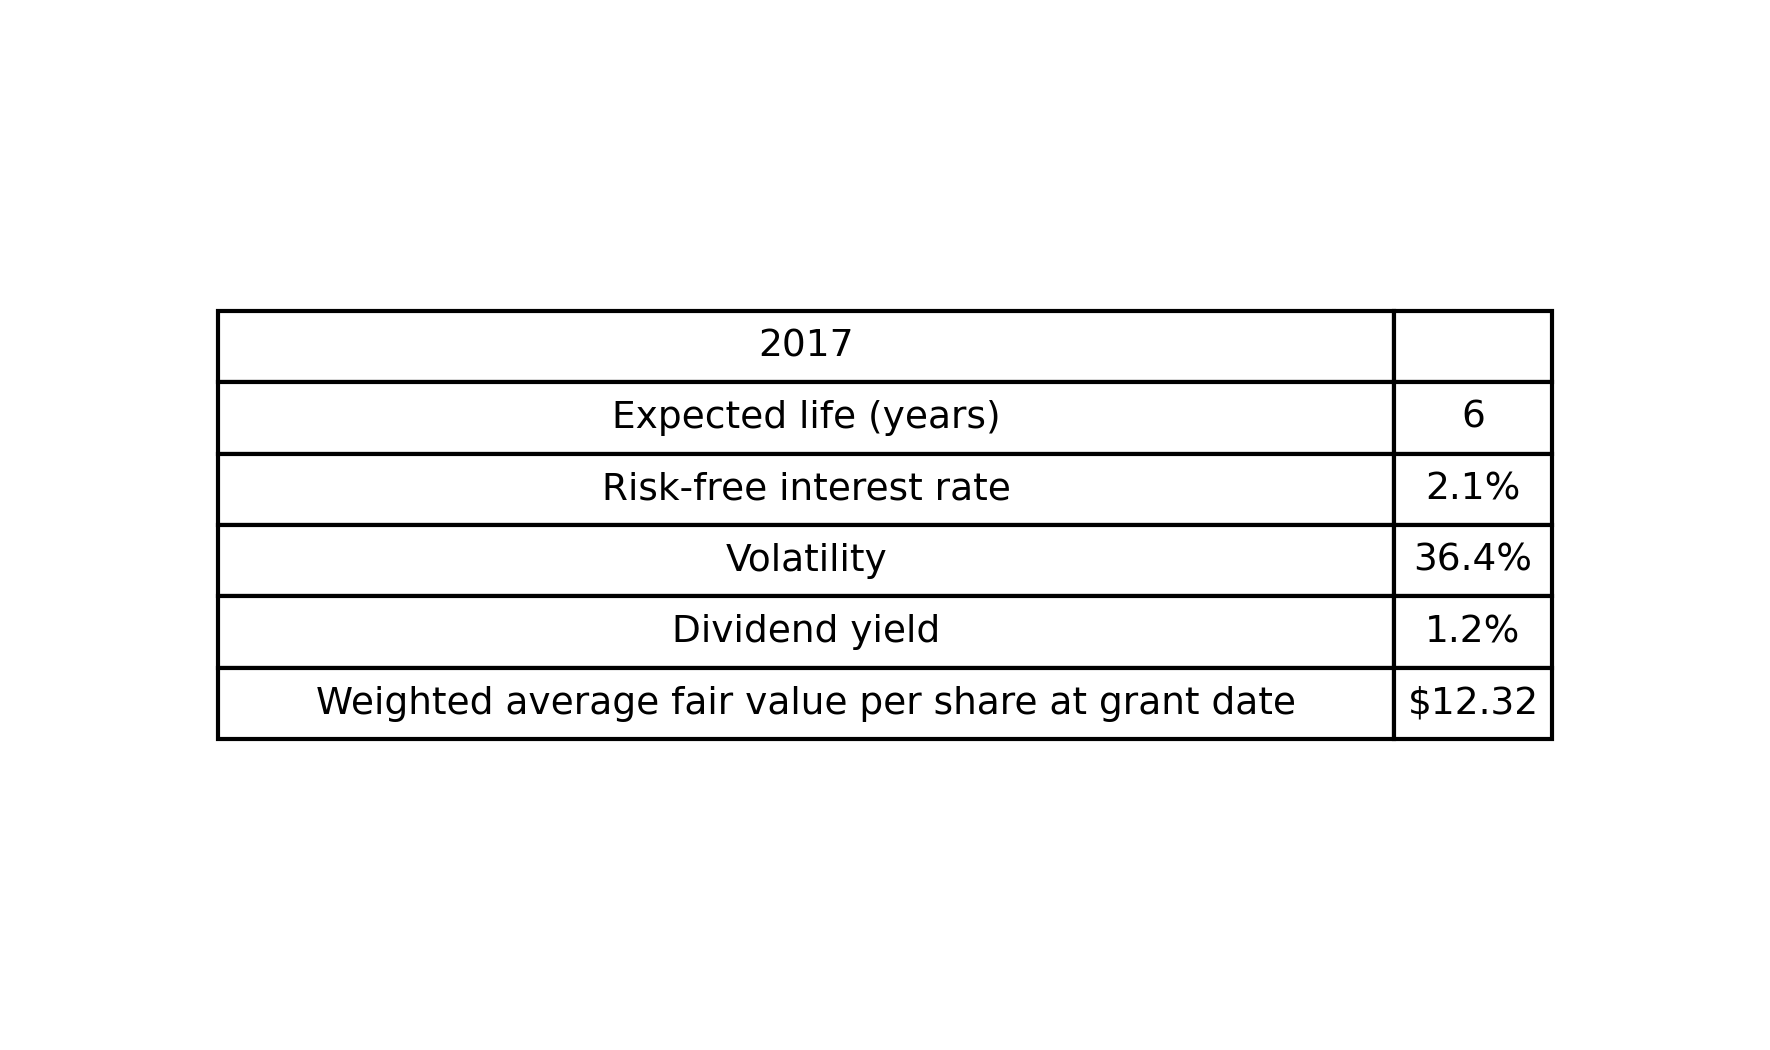 2017
Expected life (years) 6
Risk-free interest rate 2.1%
Volatility 36.4%
Dividend yield 1.2%
Weighted average fair value per share at grant date $12.32